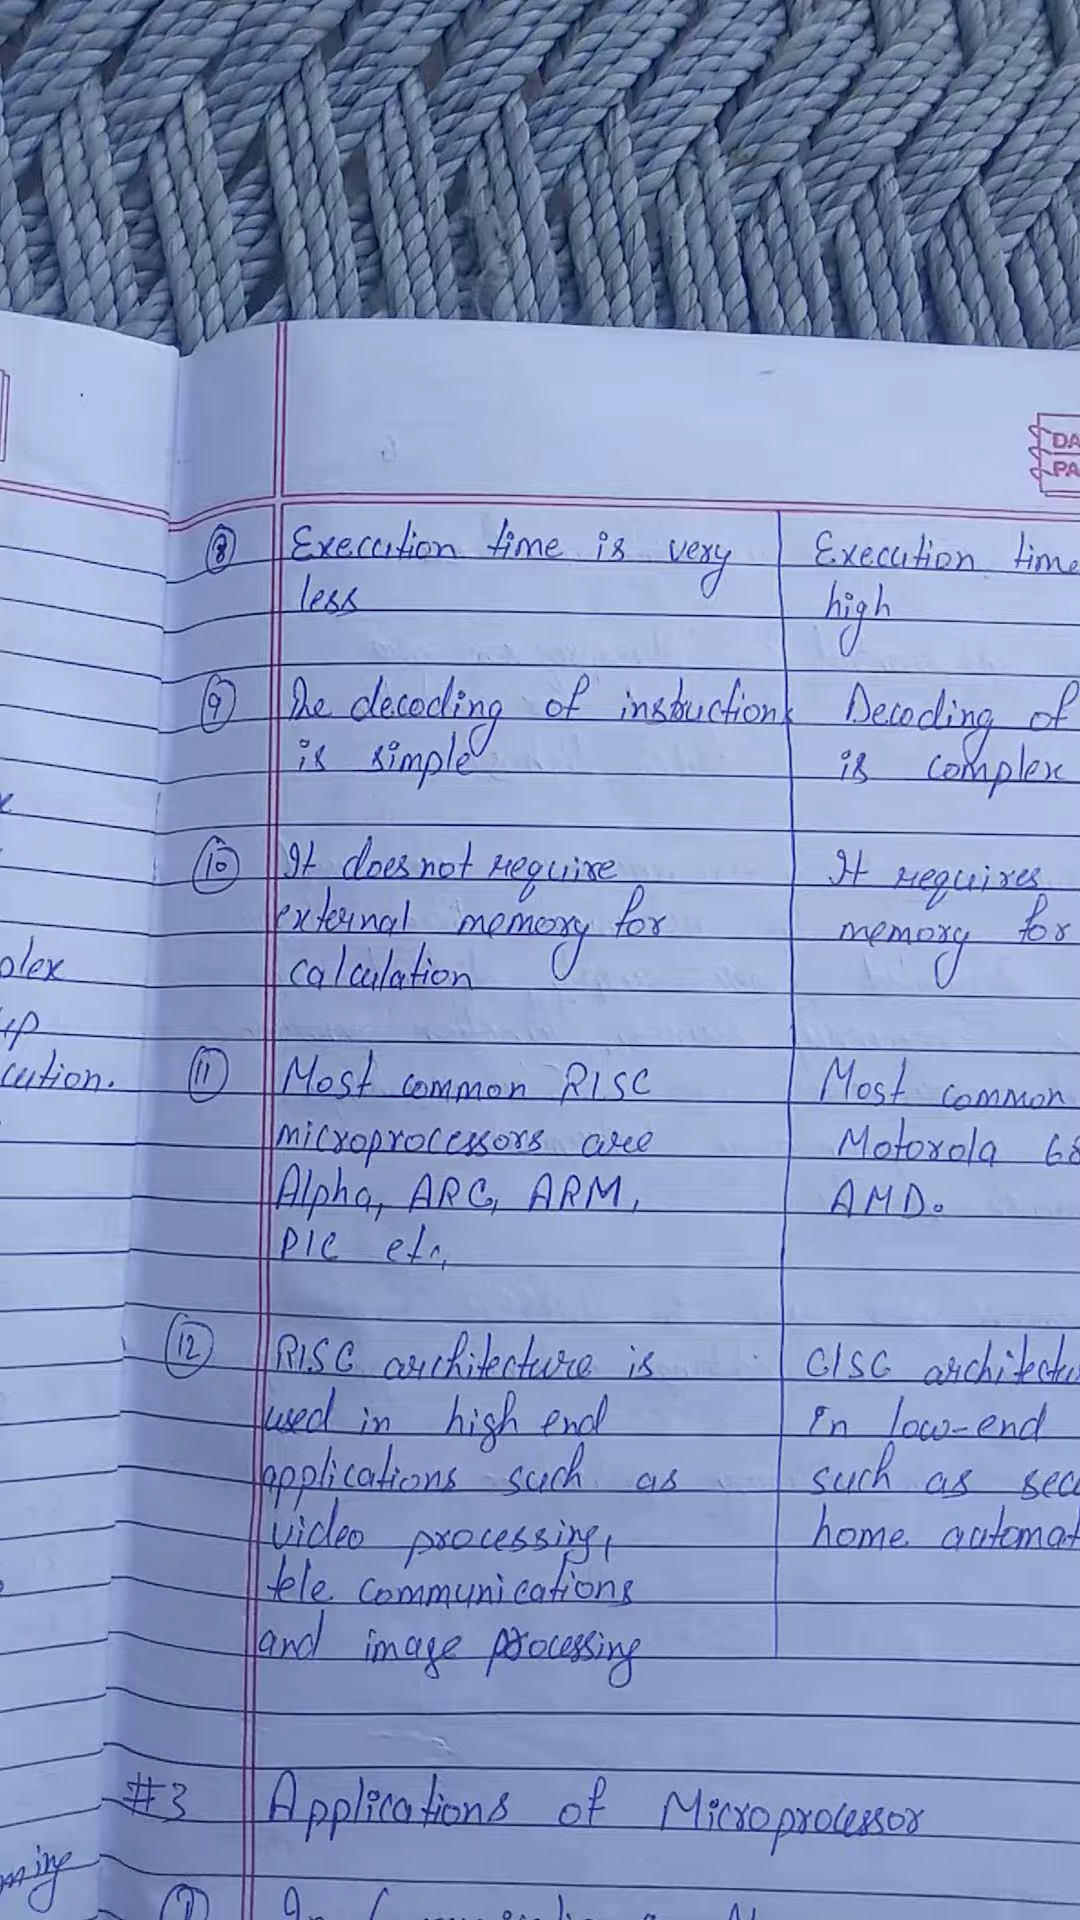 DA
PA
⑧ Execution time is very
less
Execution time
high
⑨ The decoding of instructions
is simple
Decoding of
is complex
⑩ It does not require
external memory for
calculation
It requires
memory for
⑪ Most common RISC
microprocessors are
Alpha, ARC, ARM,
PIC etc,
Most common
Motorola 68
AMD.
⑫ RISC architecture is
used in high end
applications such as
video processing,
tele communications
and image processing
CISC architectu
in low-end
such as secu
home automat
#3 Applications of Microprocessor
plex
up
cution.
ming